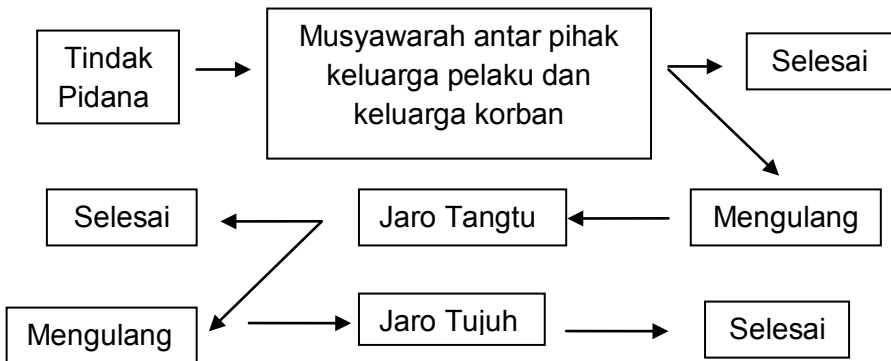 Tindak
Pidana
Musyawarah antar pihak
keluarga pelaku dan
keluarga korban
Selesai
Selesai
Jaro Tangtu
Mengulang
Mengulang
Jaro Tujuh
Selesai